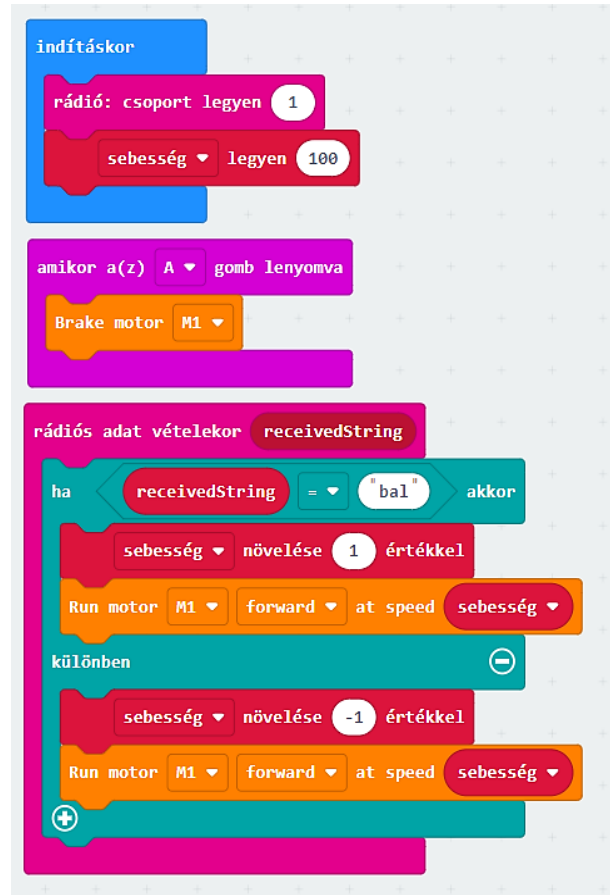 indításkor
rádió: csoport legyen 1
sebesség legyen 100
amikor a(z) A gomb lenyomva
Brake motor M1
rádiós adat vételekor receivedString
ha receivedString = "bal" akkor
sebesség növelése 1 értékkel
Run motor M1 forward at speed sebesség
különben
sebesség növelése -1 értékkel
Run motor M1 forward at speed sebesség